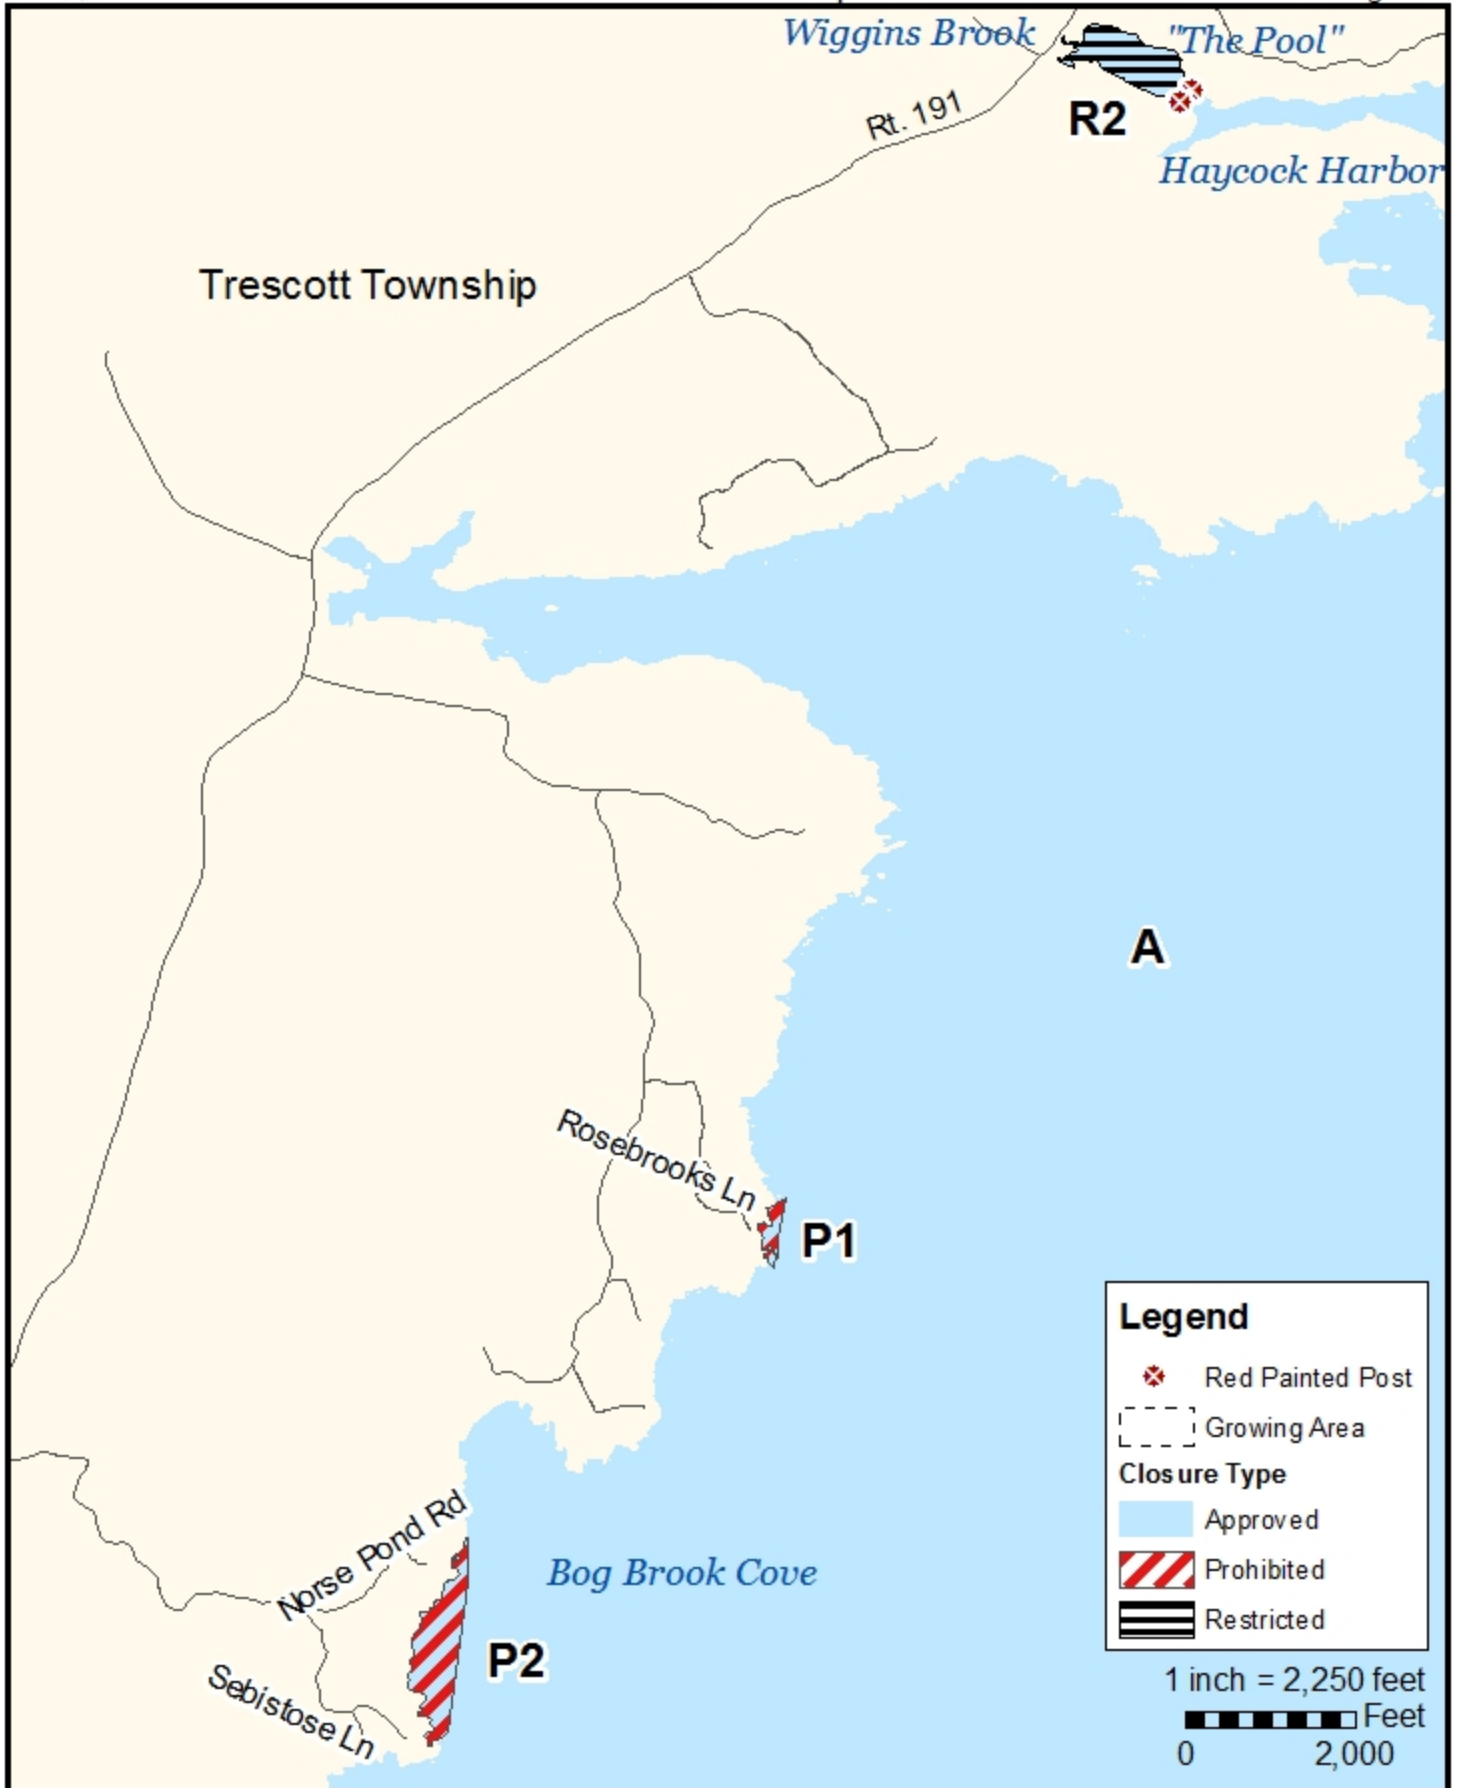 Wiggins Brook
"The Pool"
Rt. 191
R2
Haycock Harbor
Trescott Township
A
Rosebrooks Ln
P1
Norse Pond Rd
Bog Brook Cove
P2
Sebistose Ln
Legend
Red Painted Post
Growing Area
Closure Type
Approved
Prohibited
Restricted
1 inch = 2,250 feet
Feet
0 2,000